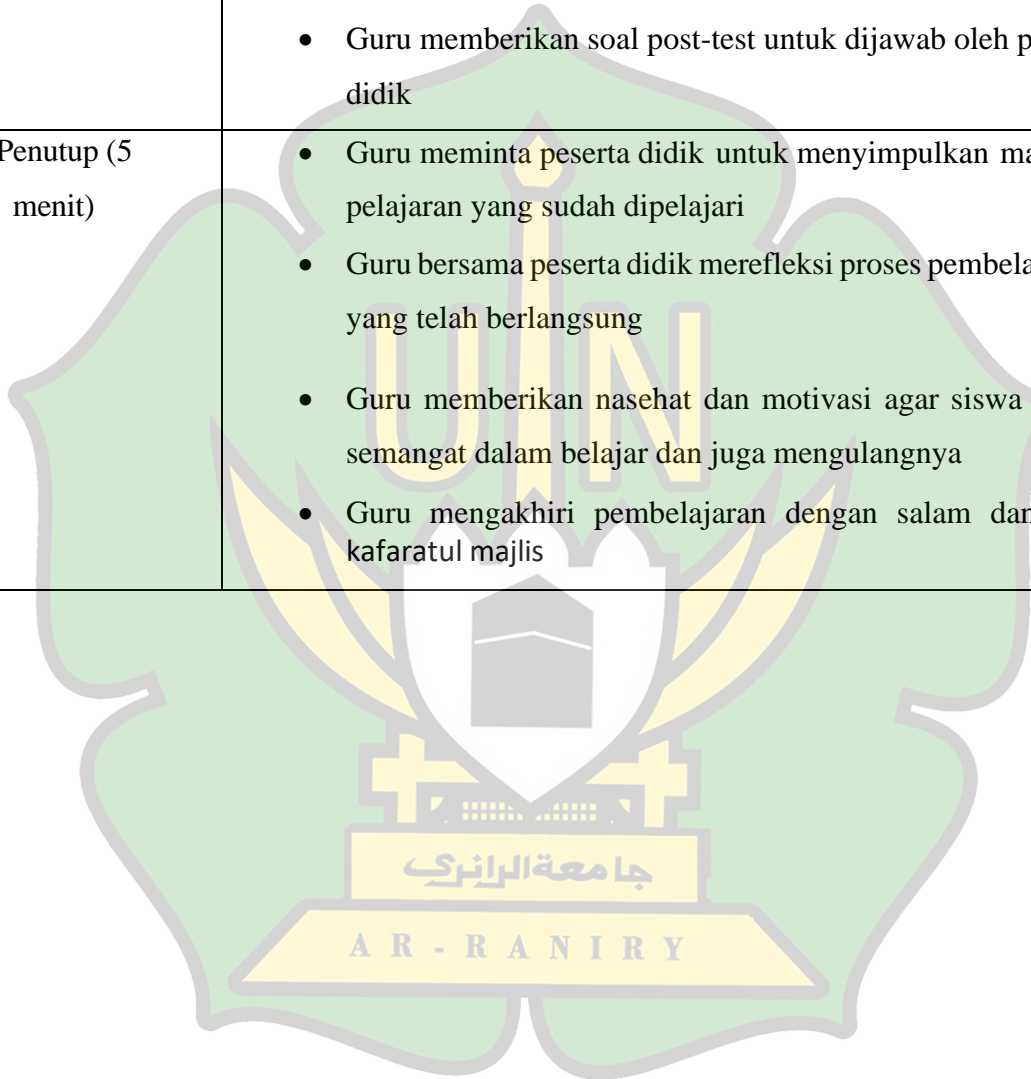 • Guru memberikan soal post-test untuk dijawab oleh
didik
Penutup (5
menit)
• Guru meminta peserta didik untuk menyimpulkan
pelajaran yang sudah dipelajari
• Guru bersama peserta didik merefleksi proses
yang telah berlangsung
• Guru memberikan nasehat dan motivasi agar siswa
semangat dalam belajar dan juga mengulangnya
• Guru mengakhiri pembelajaran dengan salam dan
kafaratul majlis
UIN
جامعة الرانري
AR-RANIRY